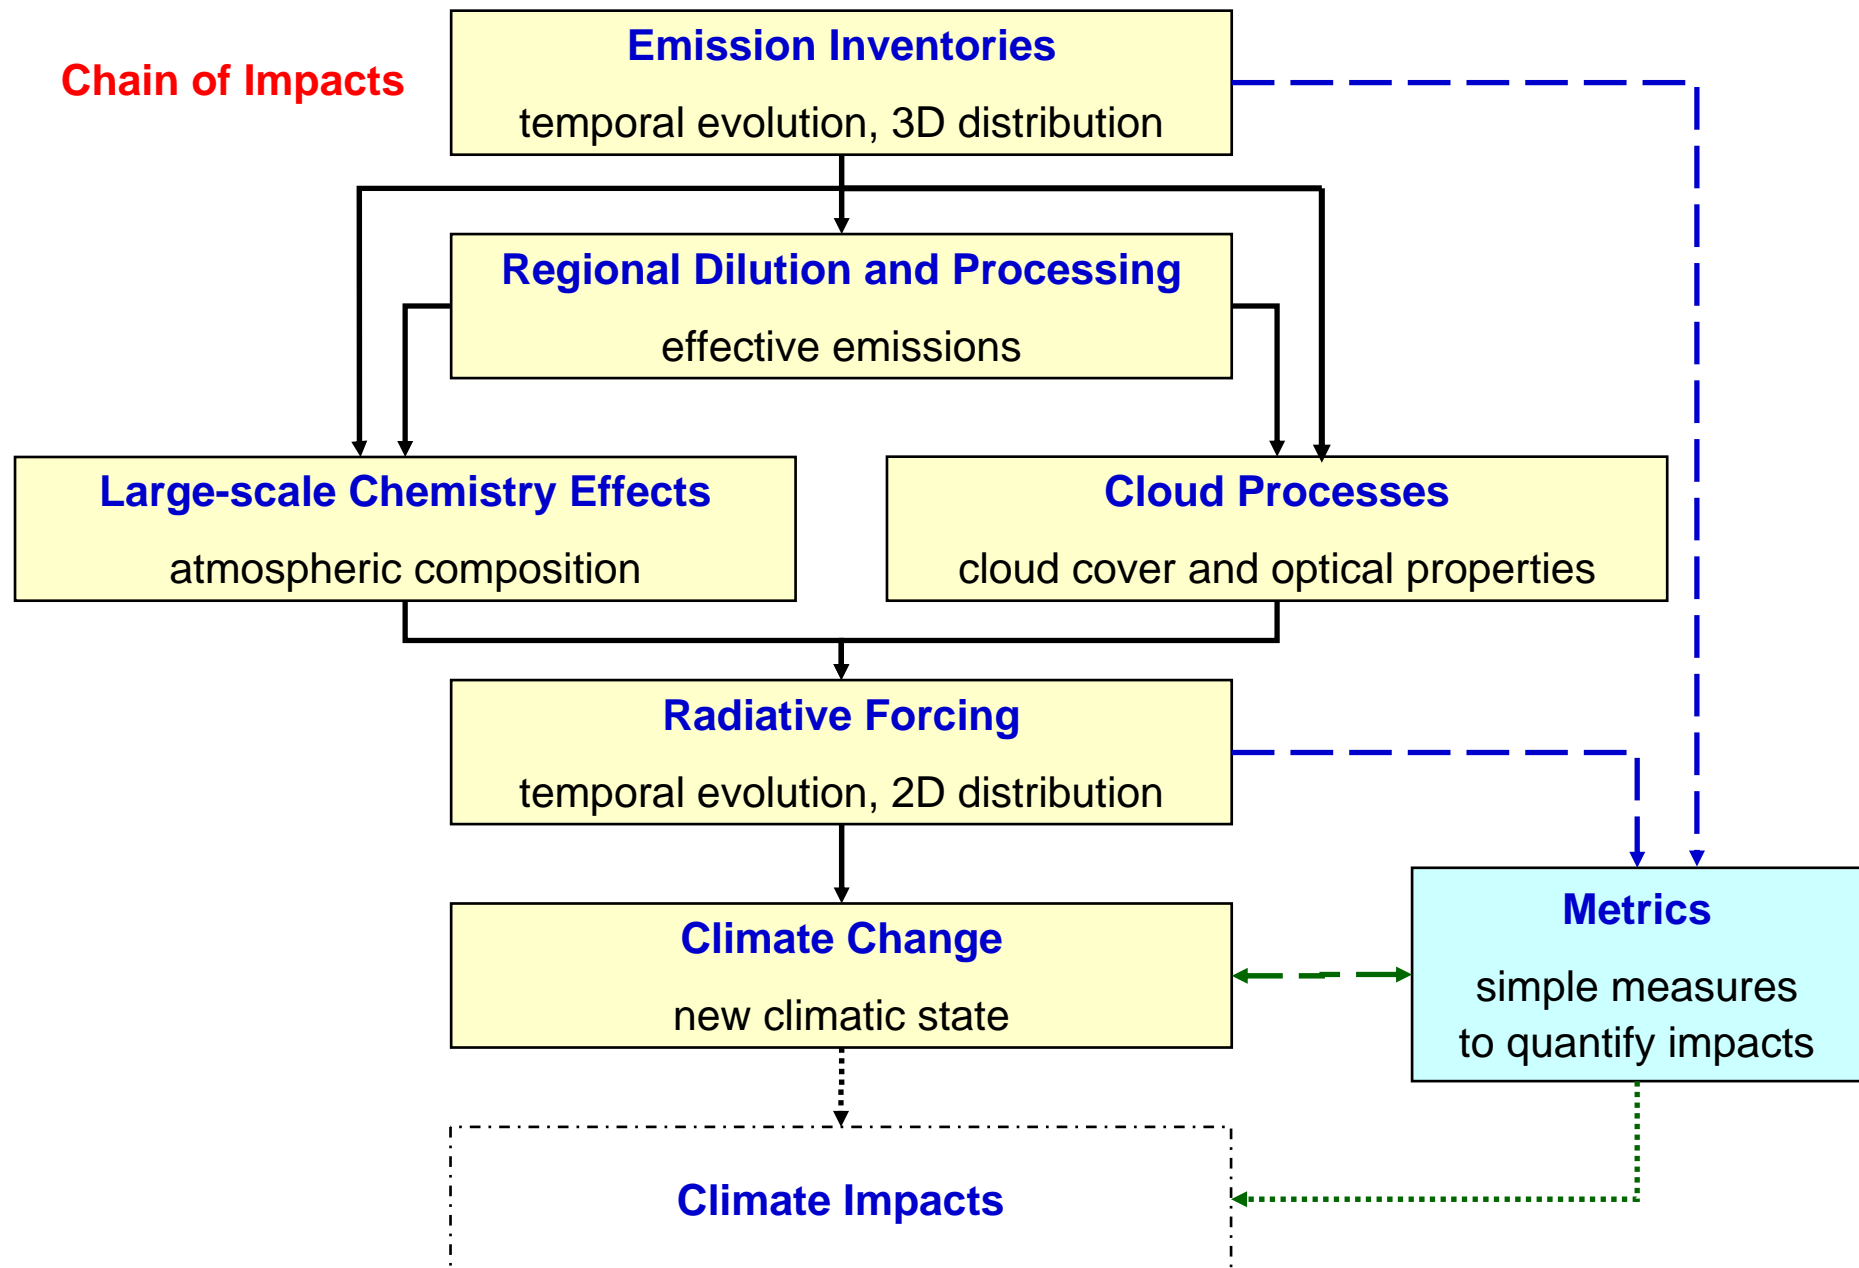 Chain of Impacts
Emission Inventories
temporal evolution, 3D distribution
Regional Dilution and Processing
effective emissions
Large-scale Chemistry Effects
atmospheric composition
Cloud Processes
cloud cover and optical properties
Radiative Forcing
temporal evolution, 2D distribution
Climate Change
new climatic state
Metrics
simple measures
to quantify impacts
Climate Impacts